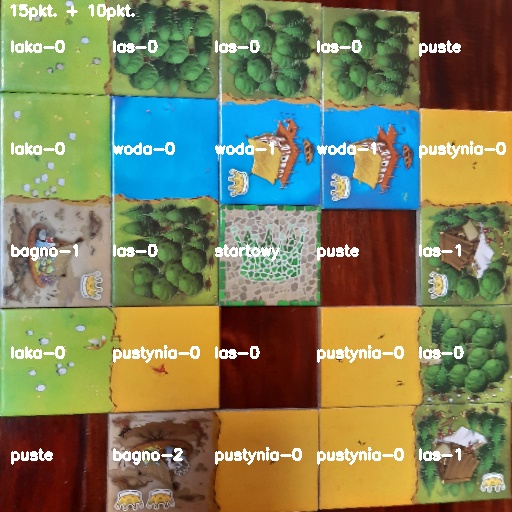 15pkt. + 10pkt.
laka-0 las-0 las-0 las-0 puste
laka-0 woda-0 woda-1 woda-1 pustynia-0
bagno-1 las-0 startowy puste las-1
laka-0 pustynia-0 las-0 pustynia-0 las-0
puste bagno-2 pustynia-0 pustynia-0 las-1